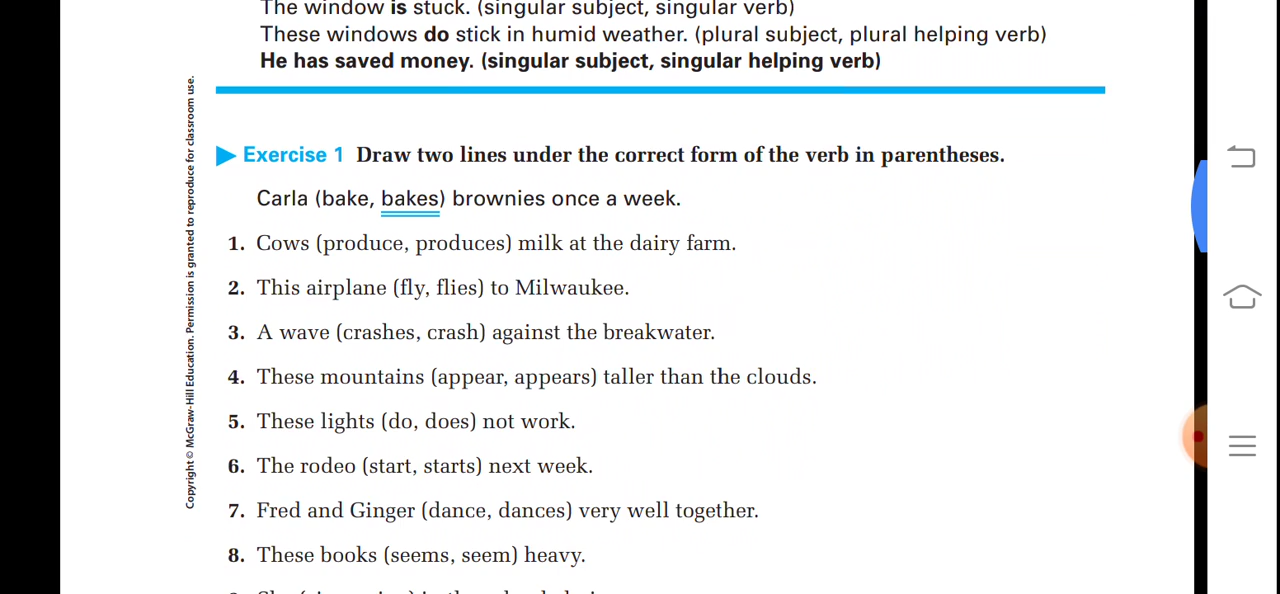 The window is stuck. (singular subject, singular verb)
These windows do stick in humid weather. (plural subject, plural helping verb)
He has saved money. (singular subject, singular helping verb)
Copyright © McGraw-Hill Education. Permission is granted to reproduce for classroom use.
Exercise 1 Draw two lines under the correct form of the verb in parentheses.
Carla (bake, bakes) brownies once a week.
1. Cows (produce, produces) milk at the dairy farm.
2. This airplane (fly, flies) to Milwaukee.
3. A wave (crashes, crash) against the breakwater.
4. These mountains (appear, appears) taller than the clouds.
5. These lights (do, does) not work.
6. The rodeo (start, starts) next week.
7. Fred and Ginger (dance, dances) very well together.
8. These books (seems, seem) heavy.